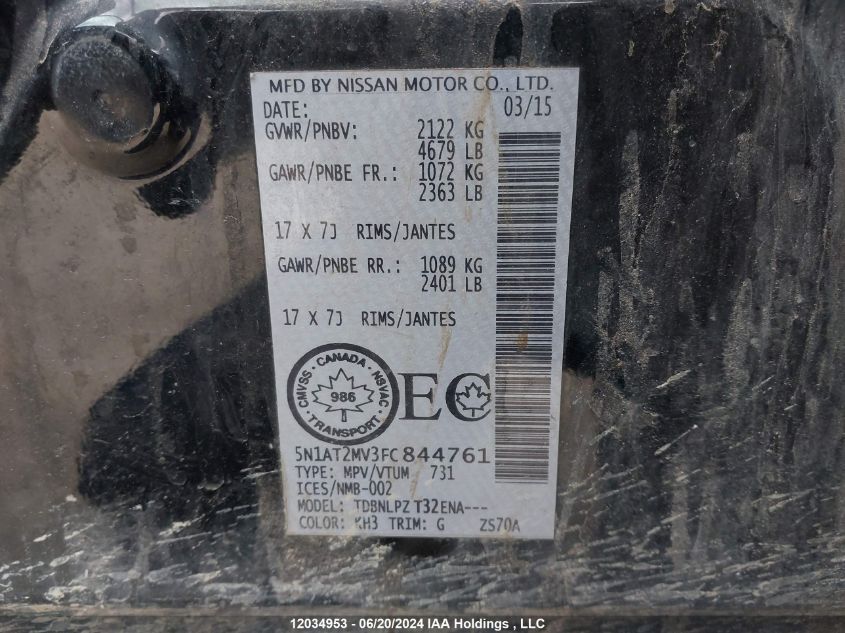 MFD BY NISSAN MOTOR CO., LTD.
DATE: 03/15
GVWR/PNBV: 2122 KG
4679 LB
GAWR/PNBE FR.: 1072 KG
2363 LB
17 X 7J RIMS/JANTES
GAWR/PNBE RR.: 1089 KG
2401 LB
17 X 7J RIMS/JANTES
CMVSS · CANADA · NSVAC · TRANSPORT ·
986
EC
5N1AT2MV3FC844761
TYPE: MPV/VTUM 731
ICES/NMB-002
MODEL: TDBNLPZ T32ENA---
COLOR: KH3 TRIM: G ZS70A
12034953 - 06/20/2024 IAA Holdings , LLC